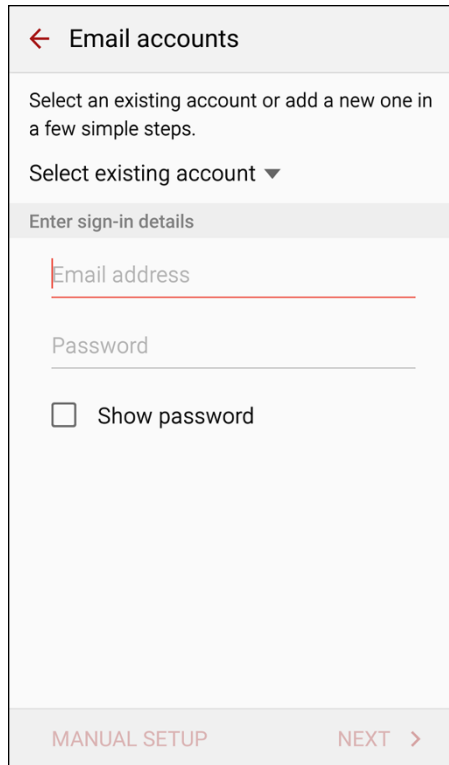 Email accounts
Select an existing account or add a new one in
a few simple steps.
Select existing account
Enter sign-in details
Email address
Password
Show password
MANUAL SETUP NEXT